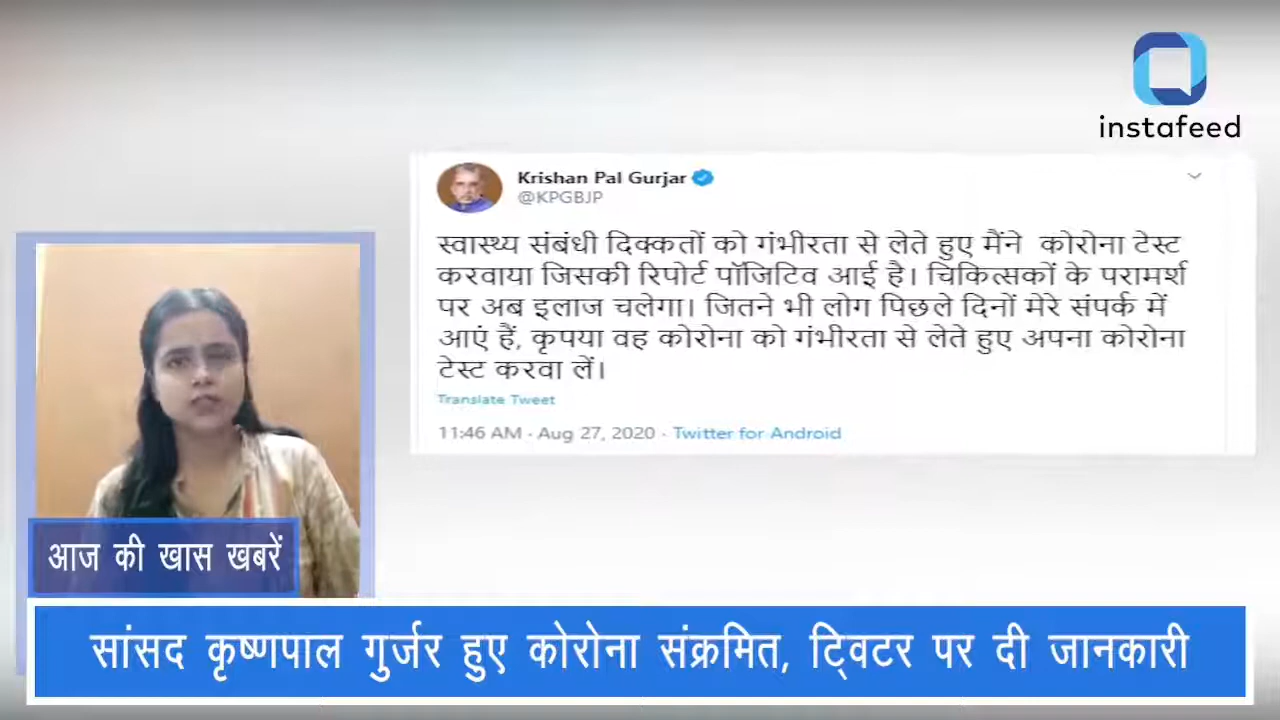 instafeed
Krishan Pal Gurjar
@KPGBJP
स्वास्थ्य संबंधी दिक्कतों को गंभीरता से लेते हुए मैंने कोरोना टेस्ट
करवाया जिसकी रिपोर्ट पॉजिटिव आई है। चिकित्सकों के परामर्श
पर अब इलाज चलेगा। जितने भी लोग पिछले दिनों मेरे संपर्क में
आएं हैं, कृपया वह कोरोना को गंभीरता से लेते हुए अपना कोरोना
टेस्ट करवा लें।
Translate Tweet
11:46 AM · Aug 27, 2020 · Twitter for Android
आज की खास खबरें
सांसद कृष्णपाल गुर्जर हुए कोरोना संक्रमित, ट्विटर पर दी जानकारी